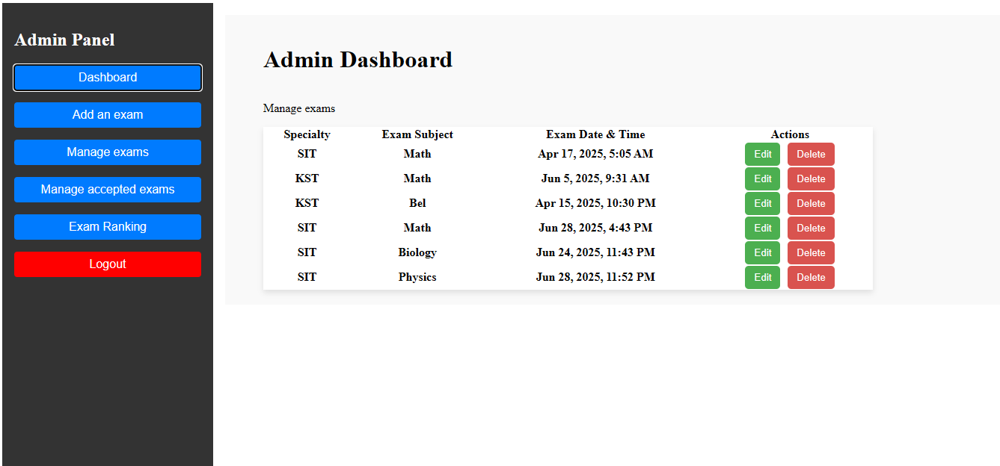 Admin Panel
Dashboard
Add an exam
Manage exams
Manage accepted exams
Exam Ranking
Logout
Admin Dashboard
Manage exams
Specialty Exam Subject Exam Date & Time Actions
SIT Math Apr 17, 2025, 5:05 AM Edit Delete
KST Math Jun 5, 2025, 9:31 AM Edit Delete
KST Bel Apr 15, 2025, 10:30 PM Edit Delete
SIT Math Jun 28, 2025, 4:43 PM Edit Delete
SIT Biology Jun 24, 2025, 11:43 PM Edit Delete
SIT Physics Jun 28, 2025, 11:52 PM Edit Delete